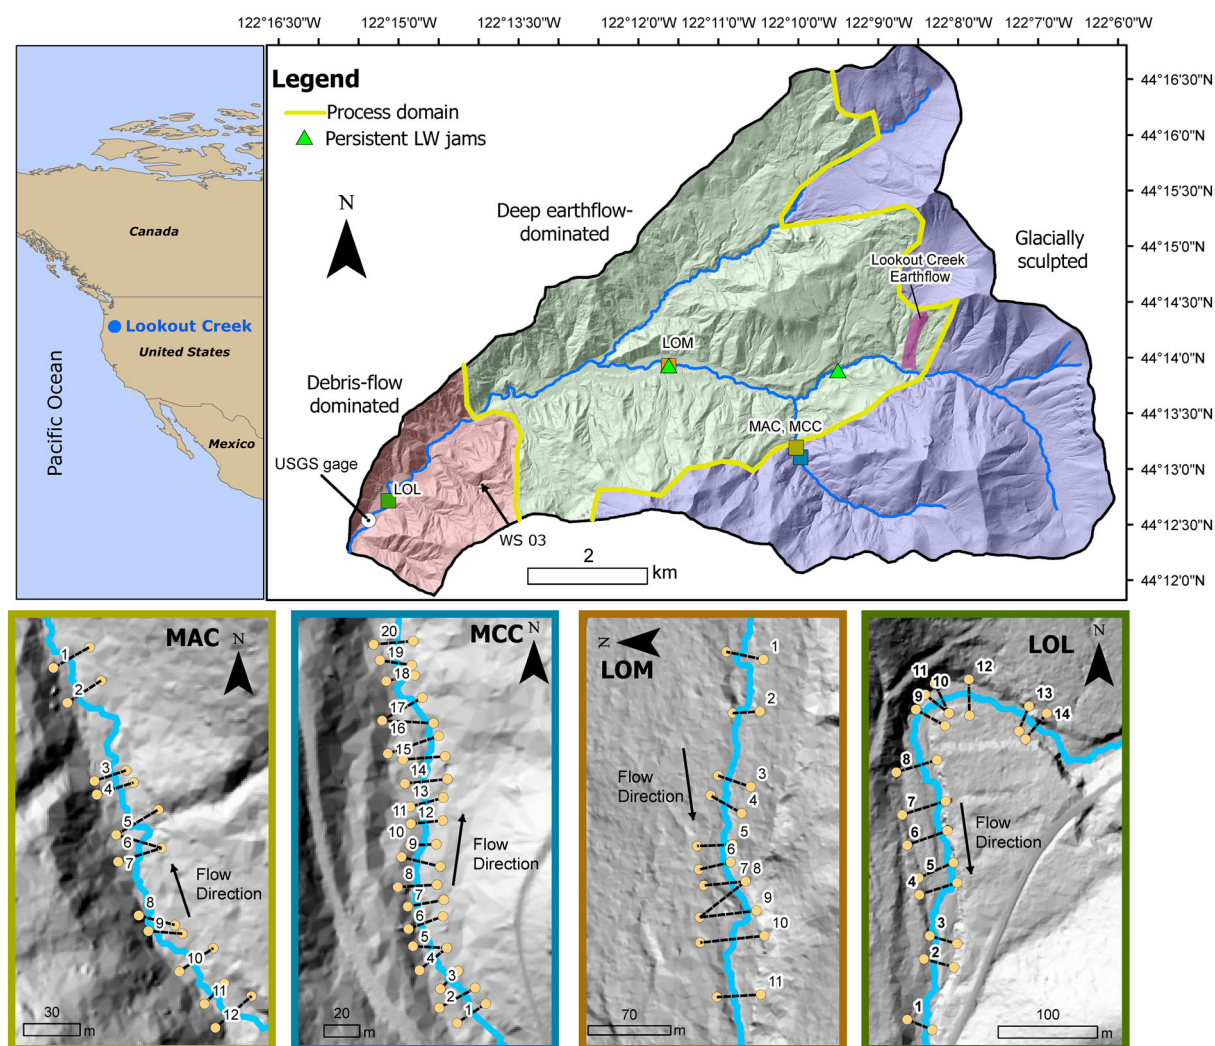 122°16.5'0"W 122°15'0"W 122°13.5'0"W 122°12'0"W 122°10'0"W 122°9'0"W 122°8'0"W 122°7'0"W 122°6'0"W
Legend
Process domain
Persistent LW jams
N
Deep earthflow-
dominated
Glacially
sculpted
Lookout Creek
Earthflow
LOM
Debris-flow
dominated
MAC, MCC
USGS gage
LOL
WS 03
2
km
44°16'30"N
44°16'0"N
44°15'30"N
44°15'0"N
44°14'30"N
44°14'0"N
44°13'30"N
44°13'0"N
44°12'30"N
44°12'0"N
Canada
Lookout Creek
United States
Mexico
Pacific Ocean
MAC
N
1
2
3
4
5
6
7
8
9
10
11
12
Flow
Direction
30
m
MCC
N
20
19
18
17
16
15
14
13
11
12
10
9
8
7
6
5
4
3
2
1
Flow
Direction
20
m
N
LOM
1
2
3
4
5
6
7 8
9
10
11
Flow
Direction
70
m
LOL
N
11
10
9
12
13
14
8
7
6
5
4
3
2
1
Flow
Direction
100
m